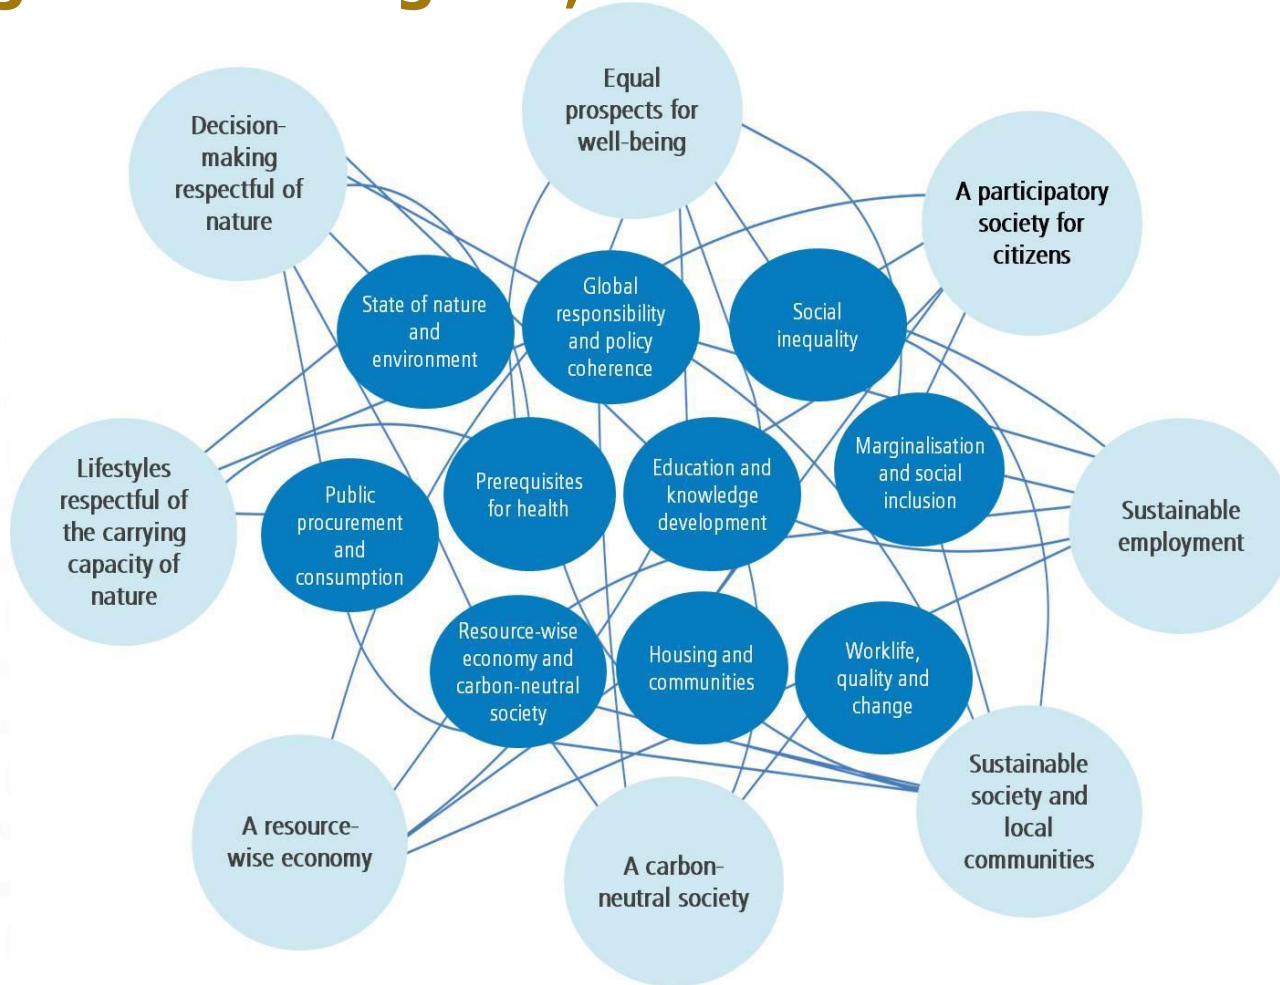 Equal
prospects for
well-being
Decision-
making
respectful of
nature
A participatory
society for
citizens
State of nature
and
environment
Global
responsibility
and policy
coherence
Social
inequality
Lifestyles
respectful of
the carrying
capacity of
nature
Public
procurement
and
consumption
Prerequisites
for health
Education and
knowledge
development
Marginalisation
and social
inclusion
Sustainable
employment
Resource-wise
economy and
carbon-neutral
society
Housing and
communities
Worklife,
quality and
change
A resource-
wise economy
A carbon-
neutral society
Sustainable
society and
local
communities